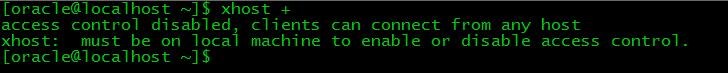 [oracle@localhost ~]$ xhost +
access control disabled, clients can connect from any host
xhost:  must be on local machine to enable or disable access control.
[oracle@localhost ~]$